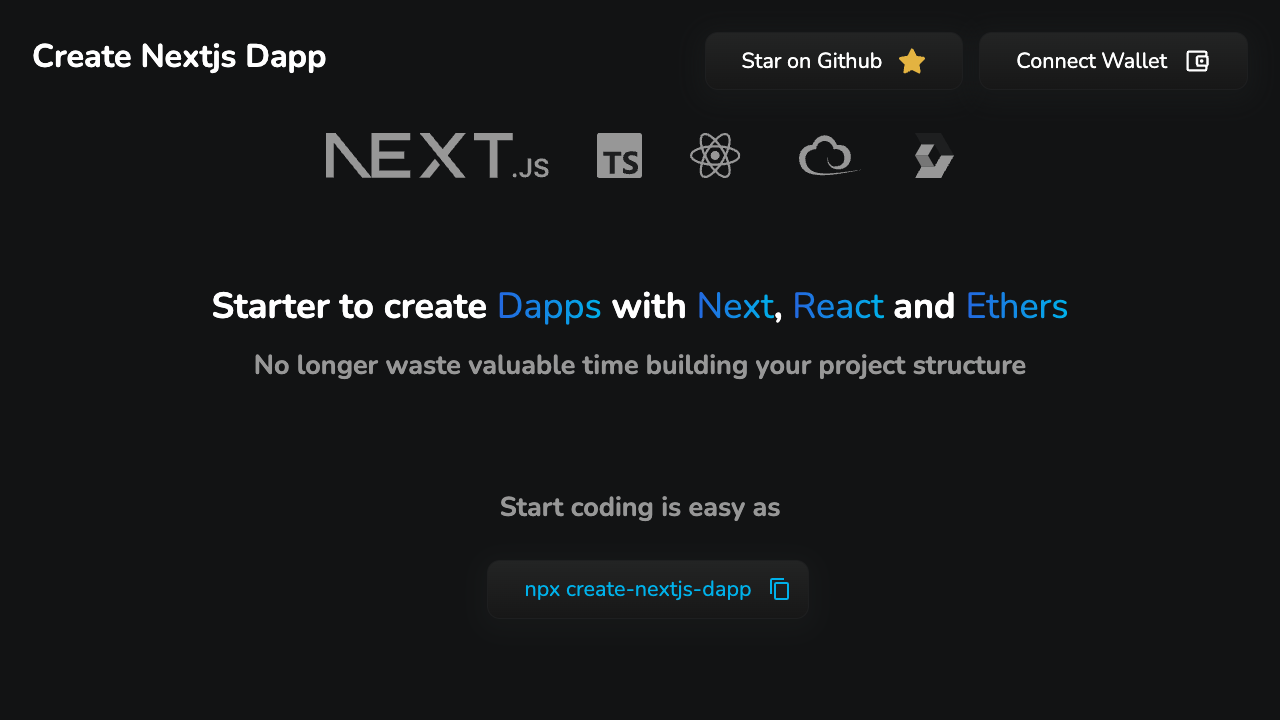 Create Nextjs Dapp
Star on Github
Connect Wallet
NEXT.JS
TS
Starter to create Dapps with Next, React and Ethers
No longer waste valuable time building your project structure
Start coding is easy as
npx create-nextjs-dapp